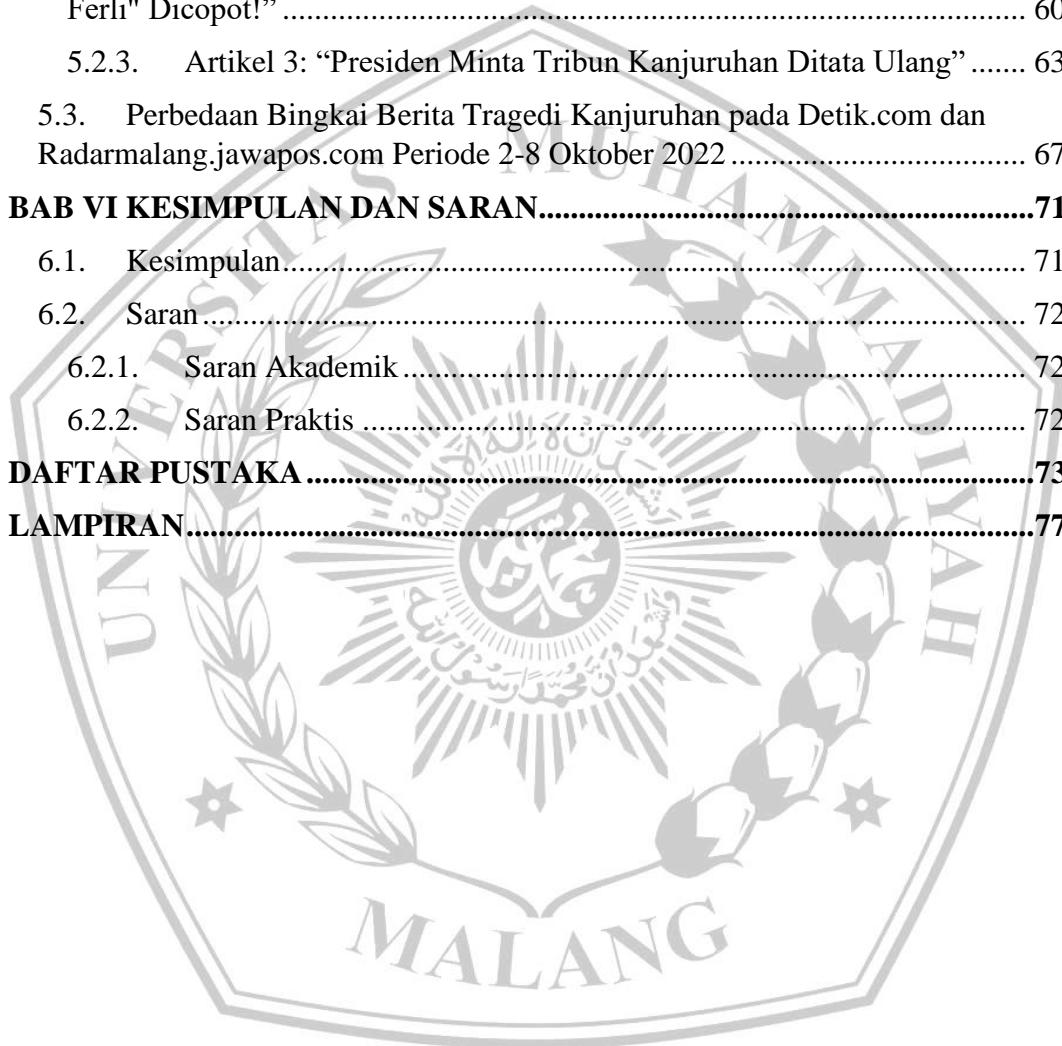 Ferli" Dicopot!” ........................................................................................................ 60
5.2.3. Artikel 3: “Presiden Minta Tribun Kanjuruhan Ditata Ulang” ....... 63
5.3. Perbedaan Bingkai Berita Tragedi Kanjuruhan pada Detik.com dan
Radarmalang.jawapos.com Periode 2-8 Oktober 2022 ......................................... 67
BAB VI KESIMPULAN DAN SARAN....................................................................71
6.1. Kesimpulan........................................................................................ 71
6.2. Saran .................................................................................................. 72
6.2.1. Saran Akademik ............................................................................. 72
6.2.2. Saran Praktis .................................................................................. 72
DAFTAR PUSTAKA ..............................................................................................73
LAMPIRAN............................................................................................................77
UNIVERSITAS MUHAMMADIYAH
MALANG